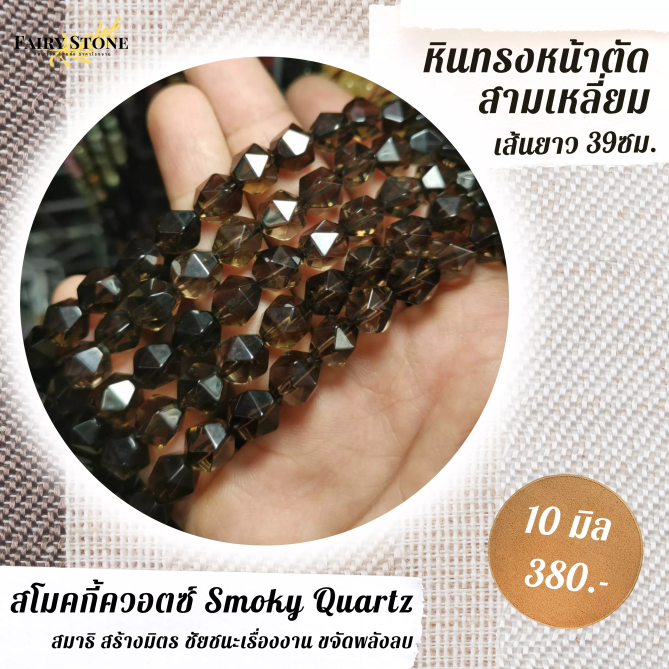 FAIRY STONE
หินทรงหน้าตัด
สามเหลี่ยม
เส้นยาว 39ซม.
10 มิล
380.-
สโมคกี้ควอตซ์ Smoky Quartz
สมาธิ สร้างมิตร ชัยชนะเรื่องงาน ขจัดพลังลบ